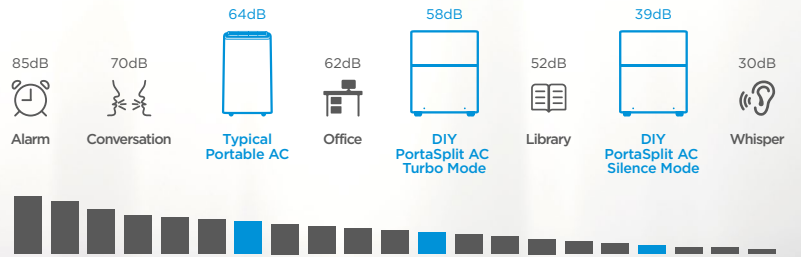 64dB
58dB
39dB
85dB
70dB
62dB
52dB
30dB
Alarm
Conversation
Typical
Portable AC
Office
DIY
PortaSplit AC
Turbo Mode
Library
DIY
PortaSplit AC
Silence Mode
Whisper